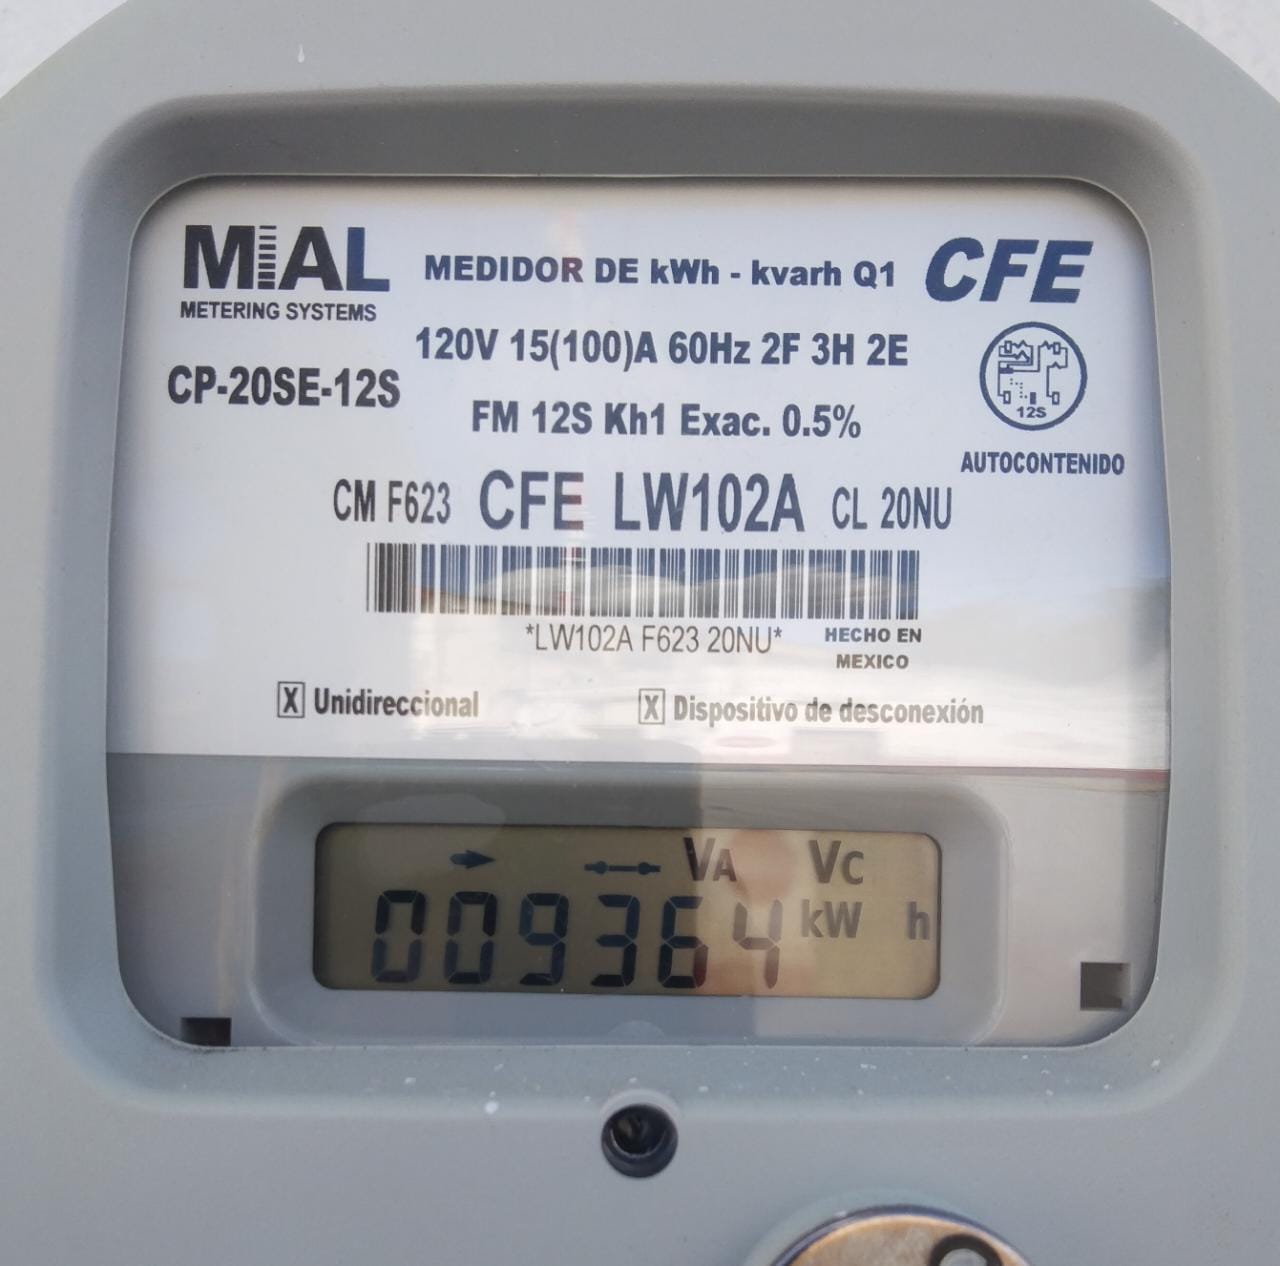 MIAL
METERING SYSTEMS
MEDIDOR DE kWh - kvarh Q1
CFE
120V 15(100)A 60Hz 2F 3H 2E
CP-20SE-12S
FM 12S Kh1 Exac. 0.5%
12S
AUTOCONTENIDO
CM F623 CFE LW102A CL 20NU
*LW102A F623 20NU*
HECHO EN
MEXICO
X Unidireccional
X Dispositivo de desconexión
VA VC
009364 kW h